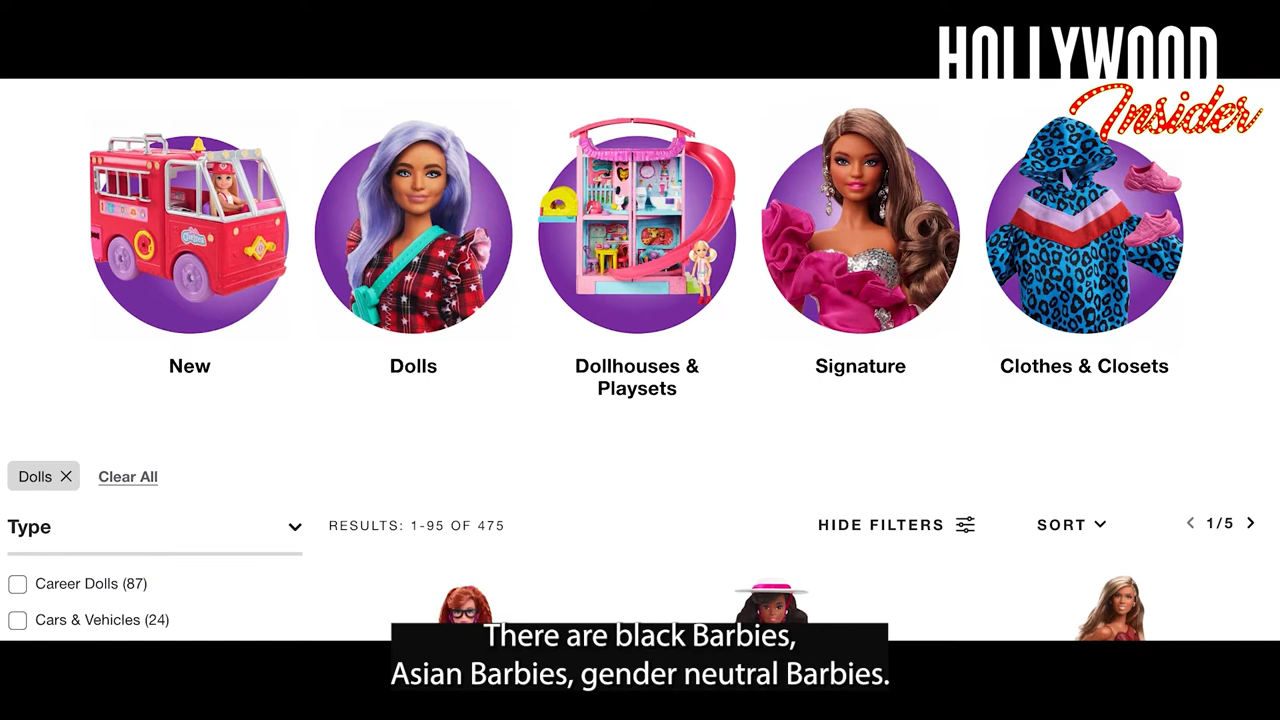 HOLLYWOOD
Insider
New
Dolls
Dollhouses &
Playsets
Signature
Clothes & Closets
Dolls
Clear All
Type
RESULTS: 1-95 OF 475
HIDE FILTERS
SORT
1/5
Career Dolls (87)
Cars & Vehicles (24)
There are black Barbies,
Asian Barbies, gender neutral Barbies.